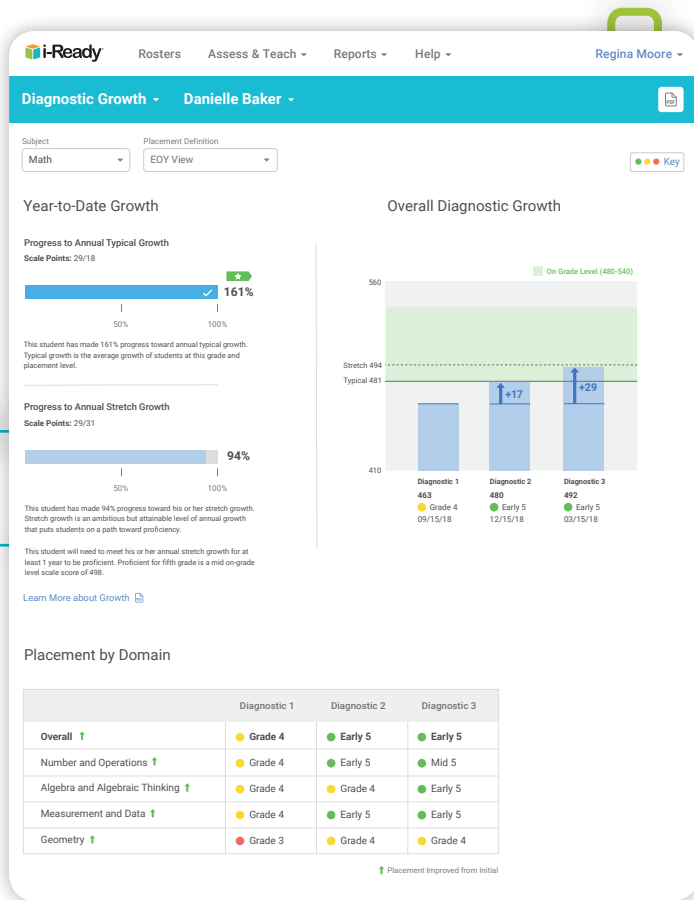 i-Ready
Rosters
Assess & Teach
Reports
Help
Regina Moore
Diagnostic Growth
Danielle Baker
PDF
Subject
Placement Definition
Math
EOY View
Key
Year-to-Date Growth
Progress to Annual Typical Growth
Scale Points: 29/18
161%
50%
100%
This student has made 161% progress toward annual typical growth.
Typical growth is the average growth of students at this grade and
placement level.
Progress to Annual Stretch Growth
Scale Points: 29/31
94%
50%
100%
This student has made 94% progress toward his or her stretch growth.
Stretch growth is an ambitious but attainable level of annual growth
that puts students on a path toward proficiency.
This student will need to meet his or her annual stretch growth for at
least 1 year to be proficient. Proficient for fifth grade is a mid on-grade
level scale score of 498.
Learn More about Growth
Overall Diagnostic Growth
On Grade Level (480-540)
560
Stretch 494
Typical 481
+17
+29
410
Diagnostic 1
463
Grade 4
09/15/18
Diagnostic 2
480
Early 5
12/15/18
Diagnostic 3
492
Early 5
03/15/18
Placement by Domain
Diagnostic 1 Diagnostic 2 Diagnostic 3
Overall Grade 4 Early 5 Early 5
Number and Operations Grade 4 Early 5 Mid 5
Algebra and Algebraic Thinking Grade 4 Grade 4 Early 5
Measurement and Data Grade 4 Early 5 Early 5
Geometry Grade 3 Grade 4 Grade 4
Placement Improved from Initial